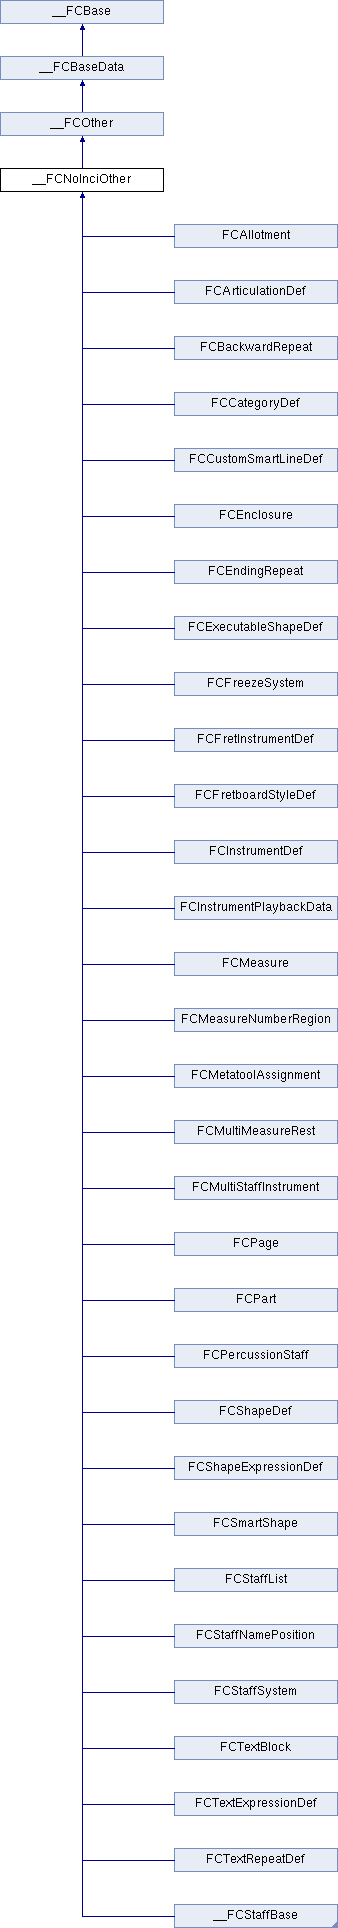 __FCBase
__FCBaseData
__FCOther
__FCNoInciOther
FCAllotment
FCArticulationDef
FCBackwardRepeat
FCCategoryDef
FCCustomSmartLineDef
FCEnclosure
FCEndingRepeat
FCExecutableShapeDef
FCFreezeSystem
FCFretInstrumentDef
FCFretboardStyleDef
FCInstrumentDef
FCInstrumentPlaybackData
FCMeasure
FCMeasureNumberRegion
FCMetatoolAssignment
FCMultiMeasureRest
FCMultiStaffInstrument
FCPage
FCPart
FCPercussionStaff
FCShapeDef
FCShapeExpressionDef
FCSmartShape
FCStaffList
FCStaffNamePosition
FCStaffSystem
FCTextBlock
FCTextExpressionDef
FCTextRepeatDef
__FCStaffBase